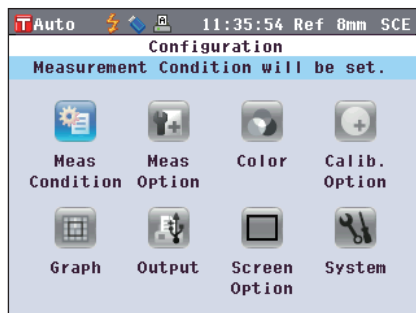 T Auto A 11:35:54 Ref 8mm SCE
Configuration
Measurement Condition will be set.
Meas Meas Color Calib.
Condition Option Option
Graph Output Screen System
Option